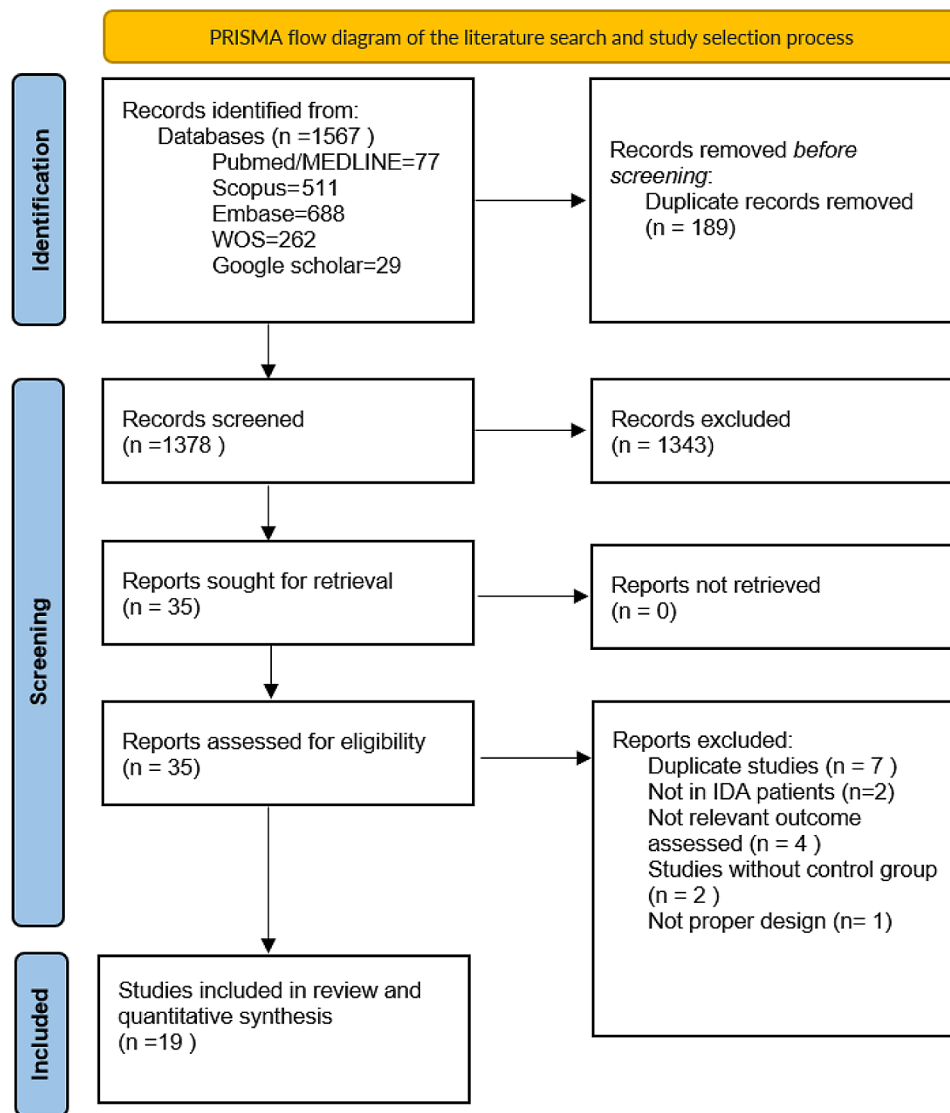 PRISMA flow diagram of the literature search and study selection process
Identification
Records identified from:
Databases (n =1567 )
Pubmed/MEDLINE=77
Scopus=511
Embase=688
WOS=262
Google scholar=29
Records removed before
screening:
Duplicate records removed
(n = 189)
Screening
Records screened
(n =1378 )
Records excluded
(n = 1343)
Reports sought for retrieval
(n = 35)
Reports not retrieved
(n = 0)
Reports assessed for eligibility
(n = 35)
Reports excluded:
Duplicate studies (n = 7 )
Not in IDA patients (n=2)
Not relevant outcome
assessed (n = 4 )
Studies without control group
(n = 2 )
Not proper design (n= 1)
Included
Studies included in review and
quantitative synthesis
(n =19 )